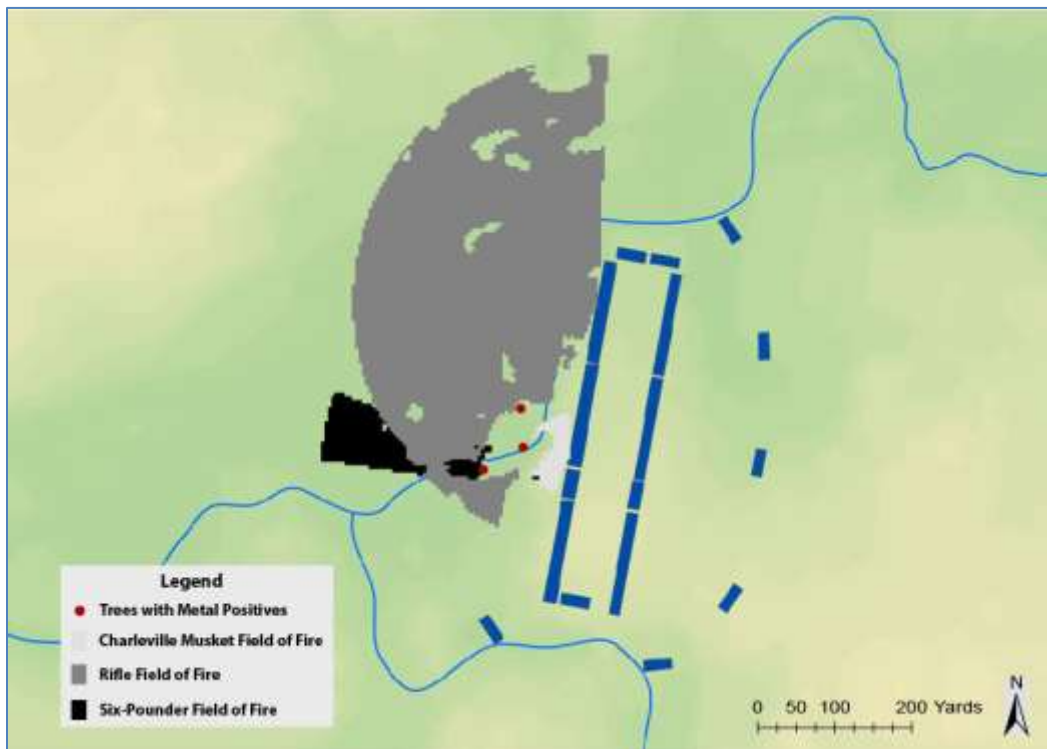 Legend
Trees with Metal Positives
Charleville Musket Field of Fire
Rifle Field of Fire
Six-Pounder Field of Fire
N
0 50 100 200 Yards